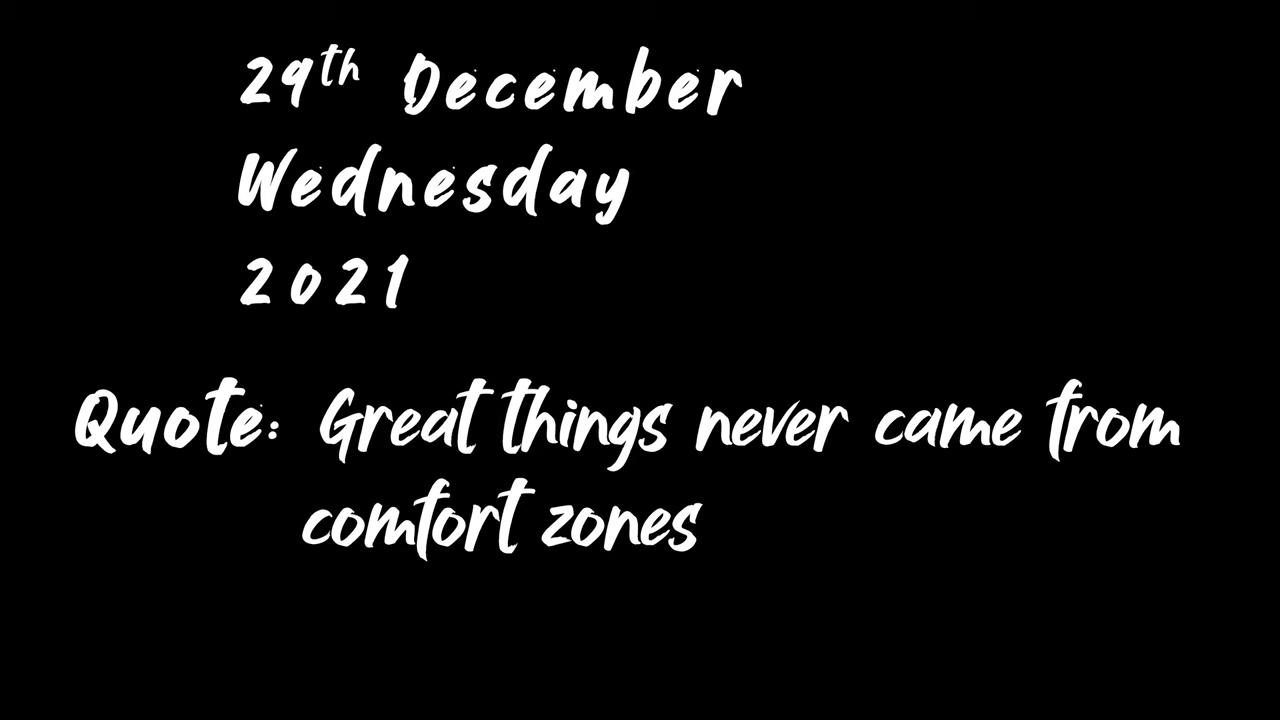 29th December
Wednesday
2021
Quote: Great things never came from
comfort zones